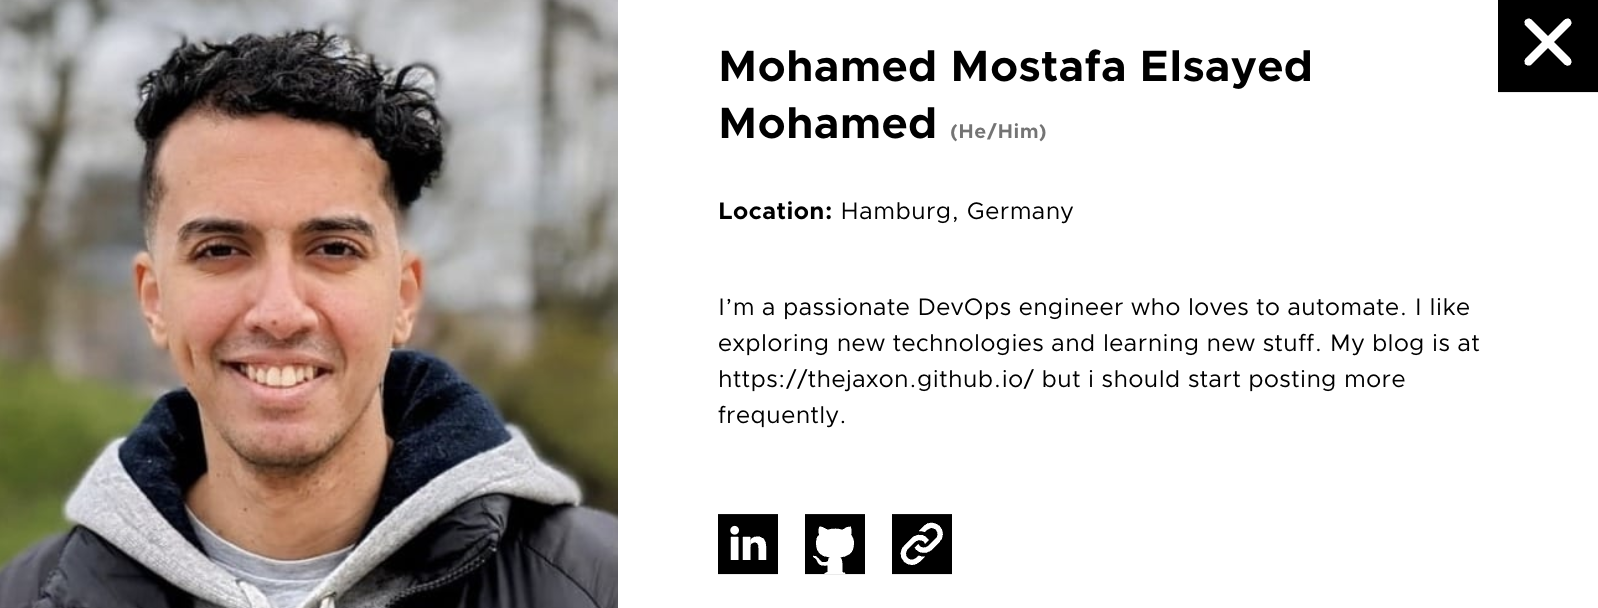 Mohamed Mostafa Elsayed
Mohamed (He/Him)
Location: Hamburg, Germany
I’m a passionate DevOps engineer who loves to automate. I like
exploring new technologies and learning new stuff. My blog is at
https://thejaxon.github.io/ but i should start posting more
frequently.
in